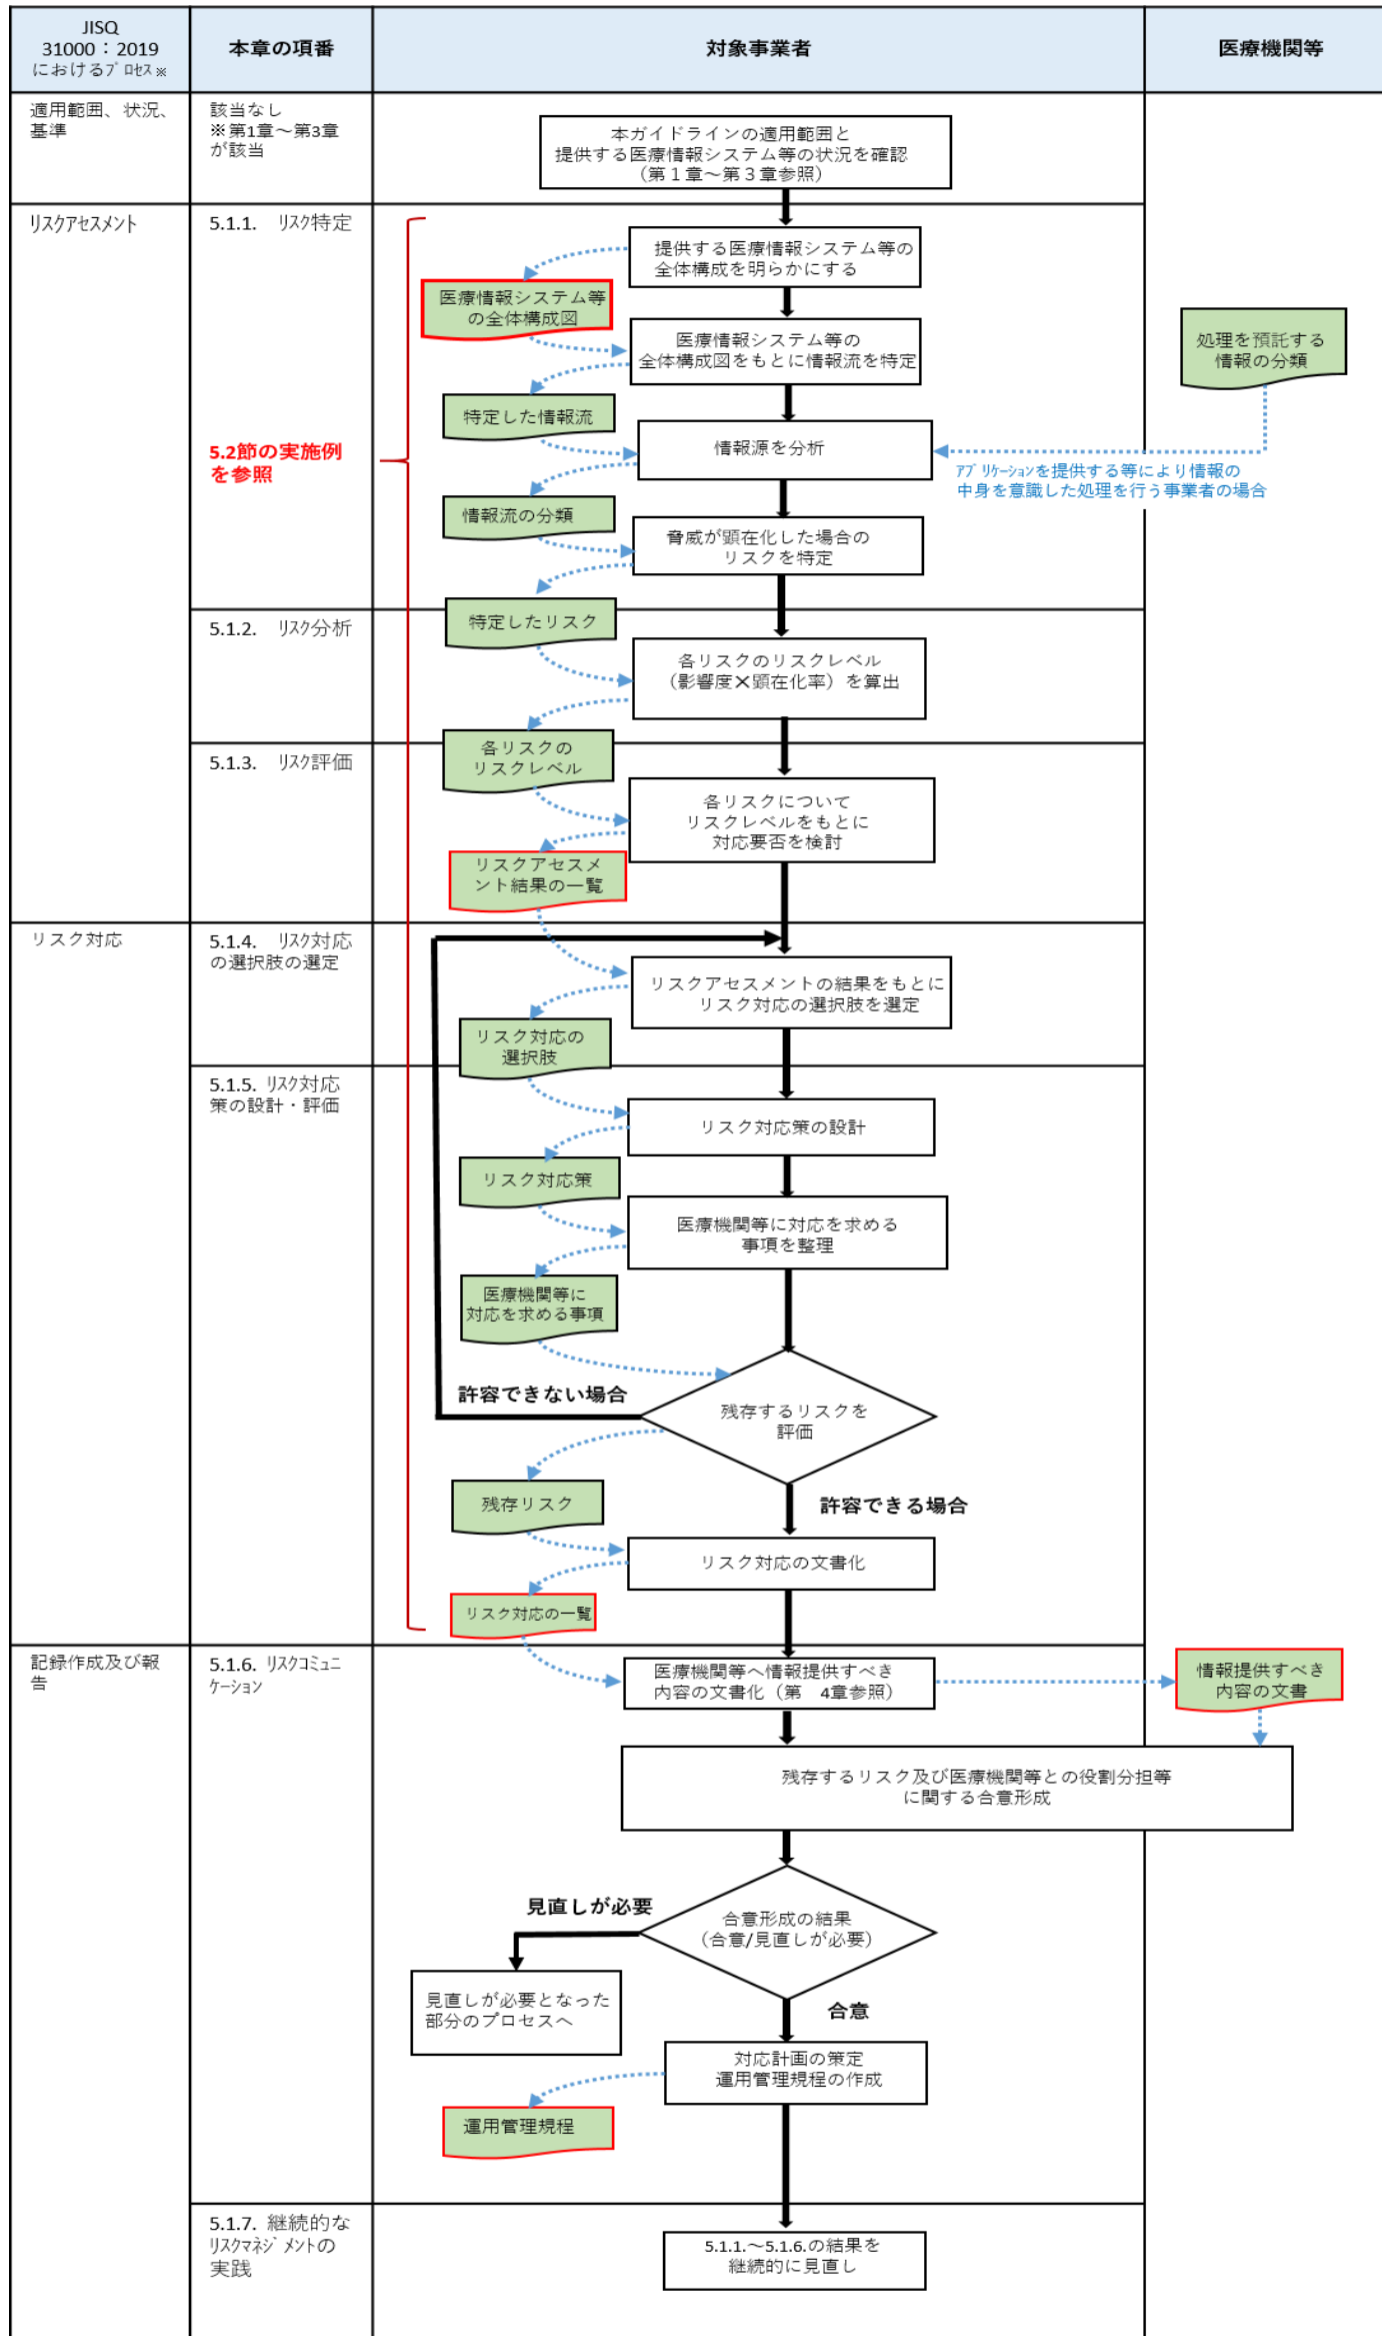 JISQ
31000：2019
におけるプロセス※
本章の項番
対象事業者
医療機関等
適用範囲、状況、
基準
該当なし
※第1章～第3章
が該当
本ガイドラインの適用範囲と
提供する医療情報システム等の状況を確認
（第１章～第３章参照）
リスクアセスメント
5.1.1.　リスク特定
提供する医療情報システム等の
全体構成を明らかにする
医療情報システム等
の全体構成図
医療情報システム等の
全体構成図をもとに情報流を特定
処理を預託する
情報の分類
特定した情報流
5.2節の実施例
を参照
情報源を分析
アプリケーションを提供する等により情報の
中身を意識した処理を行う事業者の場合
情報流の分類
脅威が顕在化した場合の
リスクを特定
特定したリスク
5.1.2.　リスク分析
各リスクのリスクレベル
（影響度×顕在化率）を算出
各リスクの
リスクレベル
5.1.3.　リスク評価
各リスクについて
リスクレベルをもとに
対応要否を検討
リスクアセスメ
ント結果の一覧
リスク対応
5.1.4.　リスク対応
の選択肢の選定
リスクアセスメントの結果をもとに
リスク対応の選択肢を選定
リスク対応の
選択肢
5.1.5. リスク対応
策の設計・評価
リスク対応策の設計
リスク対応策
医療機関等に対応を求める
事項を整理
医療機関等に
対応を求める事項
許容できない場合
残存するリスクを
評価
残存リスク
許容できる場合
リスク対応の文書化
リスク対応の一覧
記録作成及び報
告
5.1.6. リスクコミュニ
ケーション
医療機関等へ情報提供すべき
内容の文書化（第　4章参照）
情報提供すべき
内容の文書
残存するリスク及び医療機関等との役割分担等
に関する合意形成
見直しが必要
合意形成の結果
（合意/見直しが必要）
見直しが必要となった
部分のプロセスへ
合意
対応計画の策定
運用管理規程の作成
運用管理規程
5.1.7. 継続的な
リスクマネジメントの
実践
5.1.1.～5.1.6.の結果を
継続的に見直し